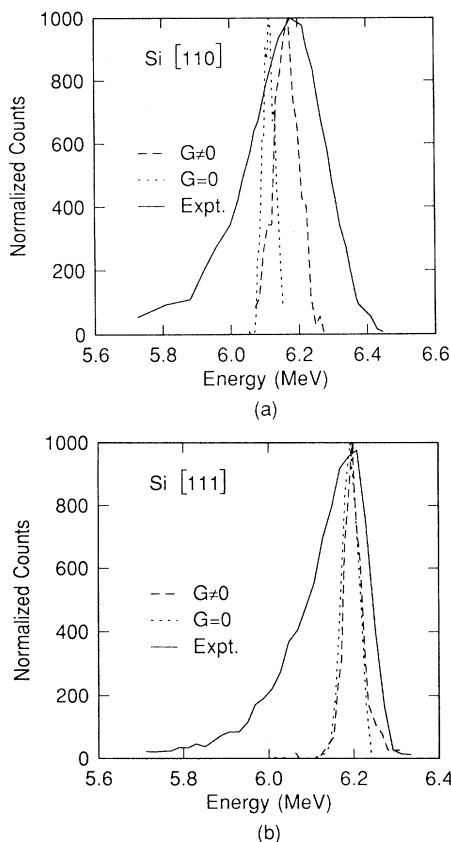 1000
800
600
400
200
0
Normalized Counts
Si [110]
G≠0
G=0
Expt.
5.6 5.8 6.0 6.2 6.4 6.6
Energy (MeV)
(a)
1000
800
600
400
200
0
Normalized Counts
Si [111]
G≠0
G=0
Expt.
5.6 5.8 6.0 6.2 6.4
Energy (MeV)
(b)